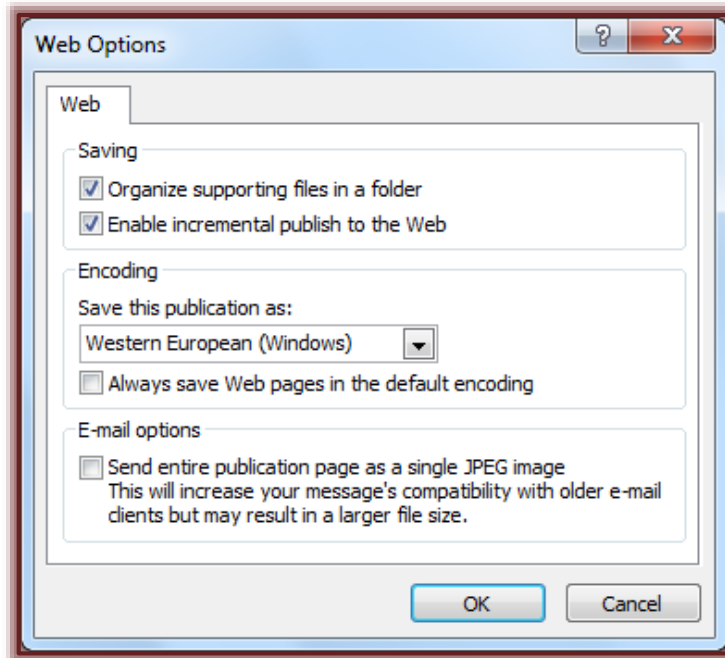 Web Options
?
Web
Saving
Organize supporting files in a folder
Enable incremental publish to the Web
Encoding
Save this publication as:
Western European (Windows)
Always save Web pages in the default encoding
E-mail options
Send entire publication page as a single JPEG image
This will increase your message's compatibility with older e-mail
clients but may result in a larger file size.
OK
Cancel